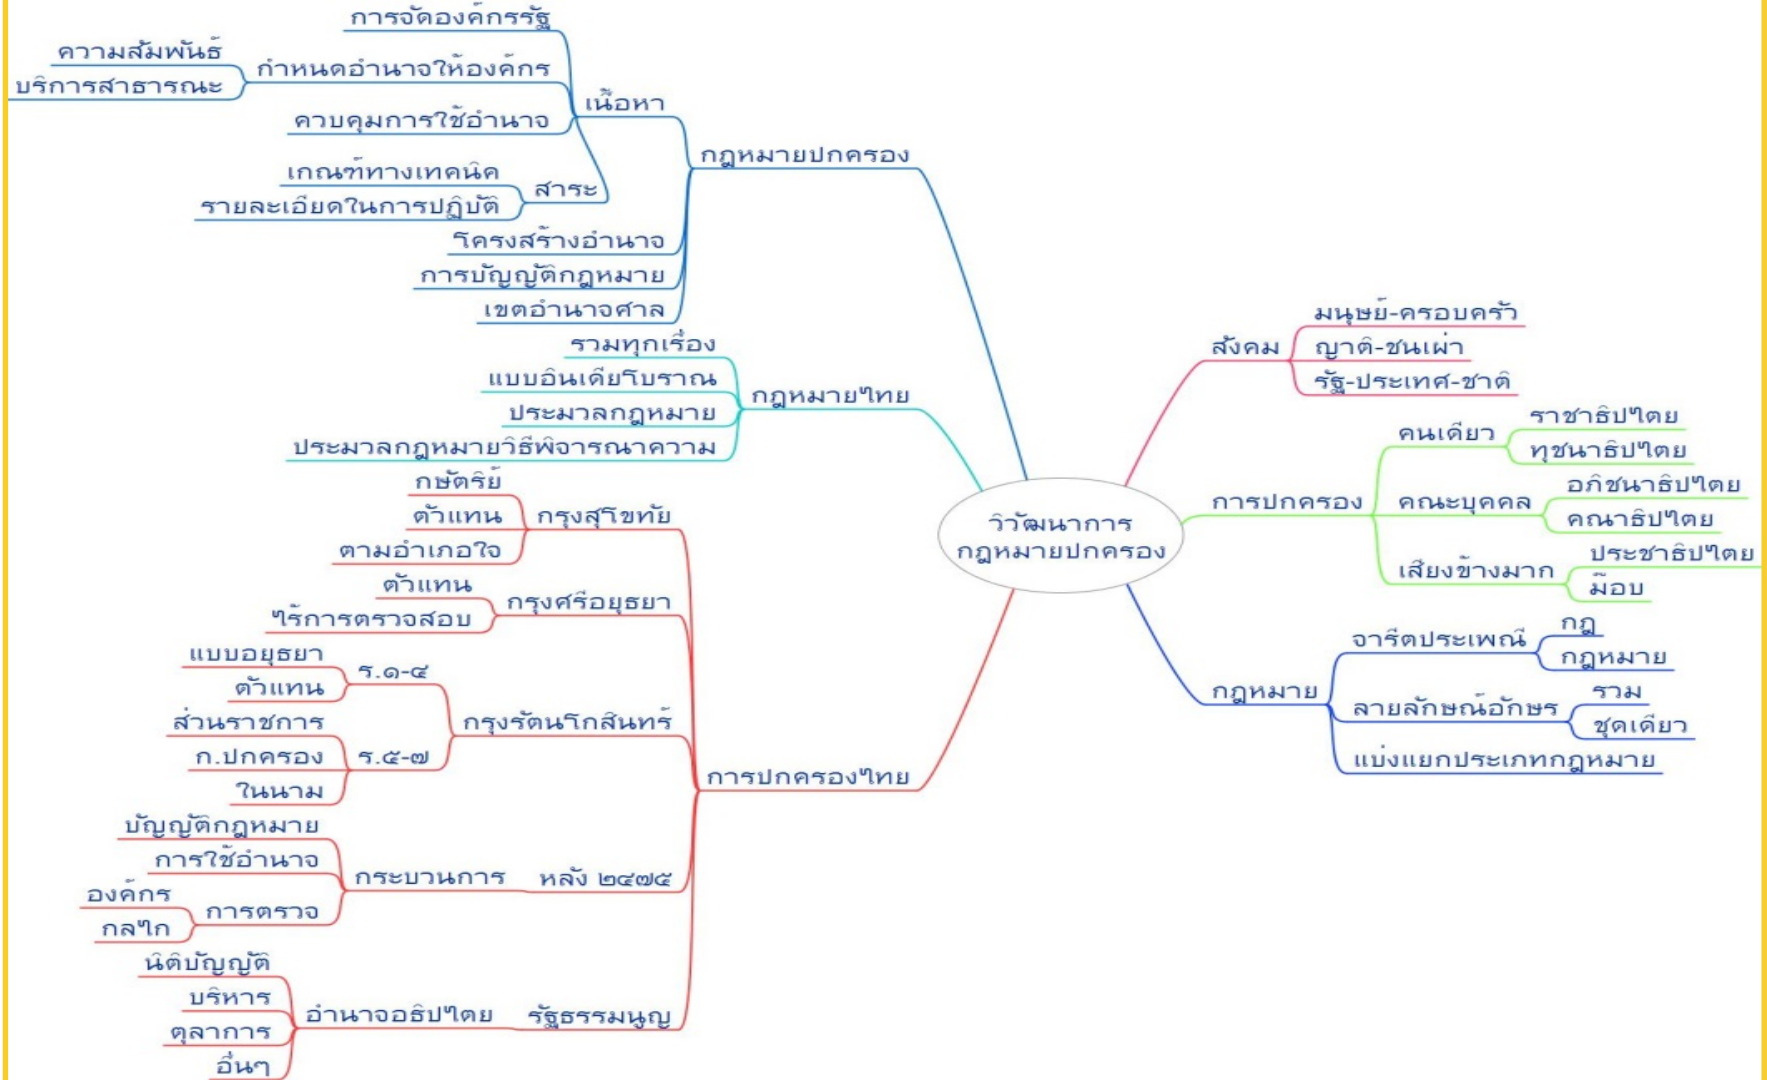 วิวัฒนาการ
กฎหมายปกครอง
สังคม
มนุษย์-ครอบครัว
ญาติ-ชนเผ่า
รัฐ-ประเทศ-ชาติ
การปกครอง
คนเดียว
ราชาธิปไตย
ทุชนาธิปไตย
คณะบุคคล
อภิชนาธิปไตย
คณาธิปไตย
เสียงข้างมาก
ประชาธิปไตย
ม๊อบ
กฎหมาย
จารีตประเพณี
กฎ
กฎหมาย
ลายลักษณ์อักษร
รวม
ชุดเดียว
แบ่งแยกประเภทกฎหมาย
กฎหมายปกครอง
เนื้อหา
การจัดองค์กรรัฐ
กำหนดอำนาจให้องค์กร
ความสัมพันธ์
บริการสาธารณะ
ควบคุมการใช้อำนาจ
สาระ
เกณฑ์ทางเทคนิค
รายละเอียดในการปฏิบัติ
โครงสร้างอำนาจ
การบัญญัติกฎหมาย
เขตอำนาจศาล
กฎหมายไทย
รวมทุกเรื่อง
แบบอินเดียโบราณ
ประมวลกฎหมาย
ประมวลกฎหมายวิธีพิจารณาความ
การปกครองไทย
กรุงสุโขทัย
กษัตริย์
ตัวแทน
ตามอำเภอใจ
กรุงศรีอยุธยา
ตัวแทน
ไร้การตรวจสอบ
กรุงรัตนโกสินทร์
ร.๑-๔
แบบอยุธยา
ตัวแทน
ร.๕-๗
ส่วนราชการ
ก.ปกครอง
ในนาม
หลัง ๒๔๗๕
กระบวนการ
บัญญัติกฎหมาย
การใช้อำนาจ
การตรวจ
องค์กร
กลไก
รัฐธรรมนูญ
อำนาจอธิปไตย
นิติบัญญัติ
บริหาร
ตุลาการ
อื่นๆ